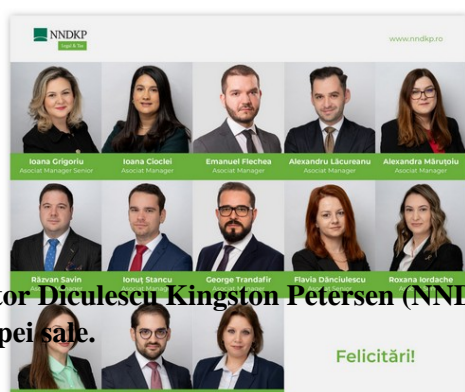 NNDKP
Legal & Tax
www.nndkp.ro
Ioana Grigoriu
Asociat Manager Senior
Ioana Cioclei
Asociat Manager
Emanuel Flechea
Asociat Manager
Alexandru Lăcureanu
Asociat Manager
Alexandra Măruțoiu
Asociat Manager
Răzvan Savin
Ionuț Stancu
George Trandafir
Flavia Dănciulescu
Roxana Iordache
tor Diculescu Kingston Petersen (NND
pei sale.
Felicitări!